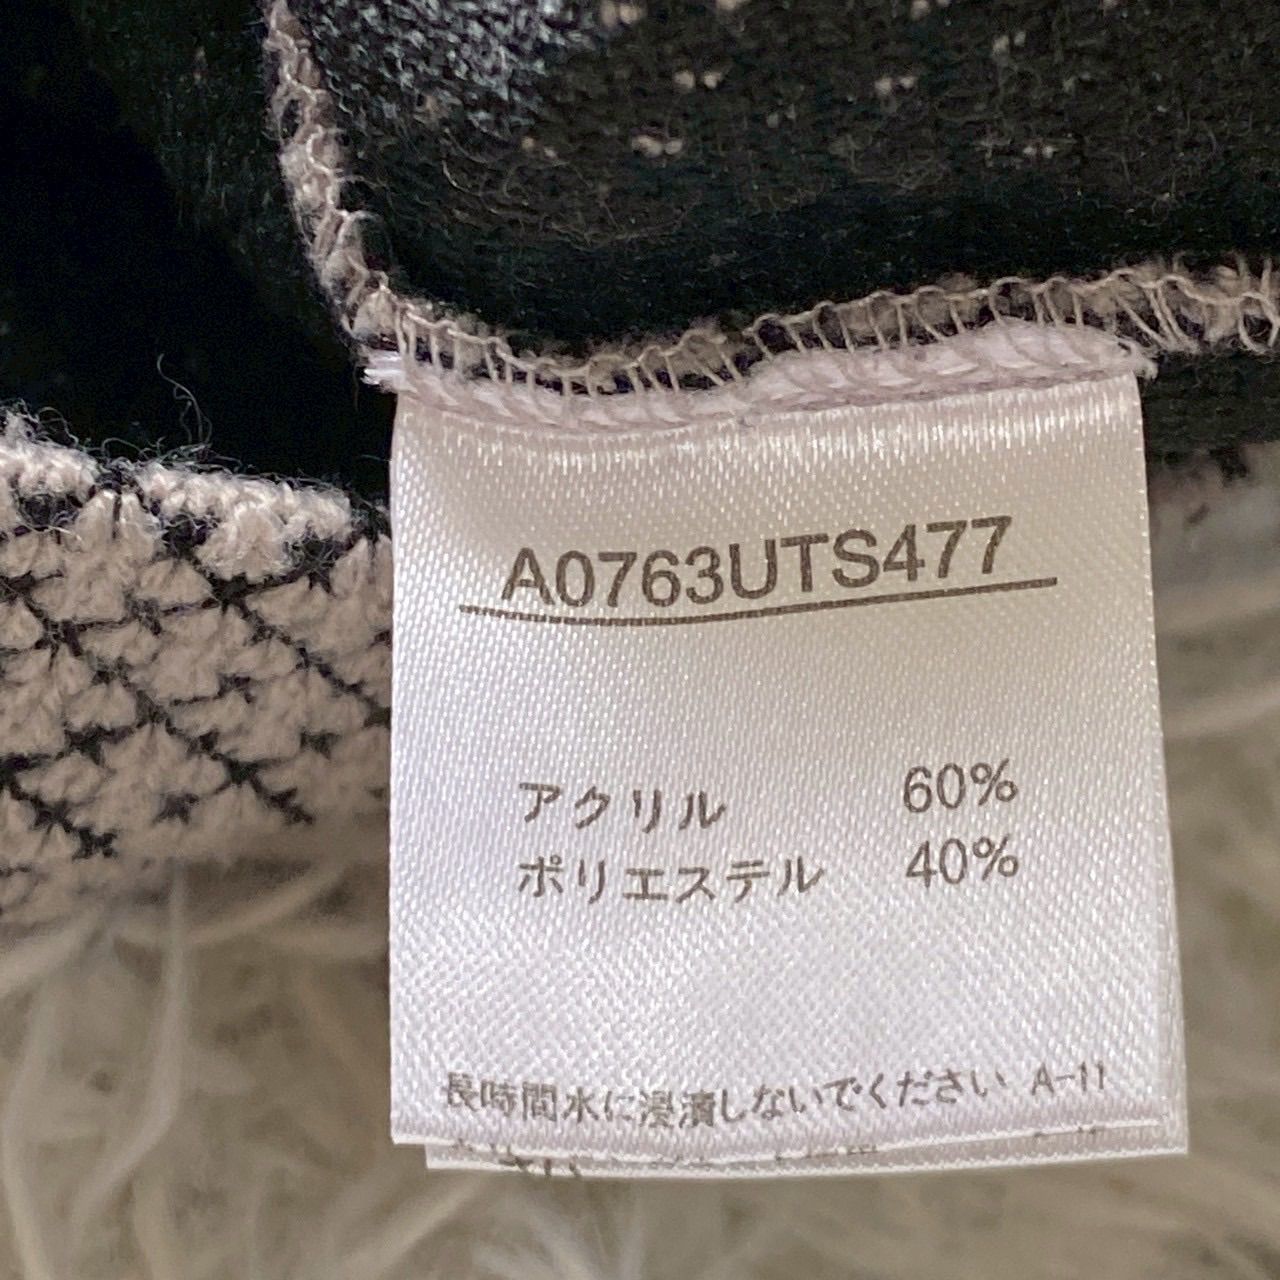 A0763UTS477
アクリル 60%
ポリエステル 40%
長時間水に浸漬しないでください A-11